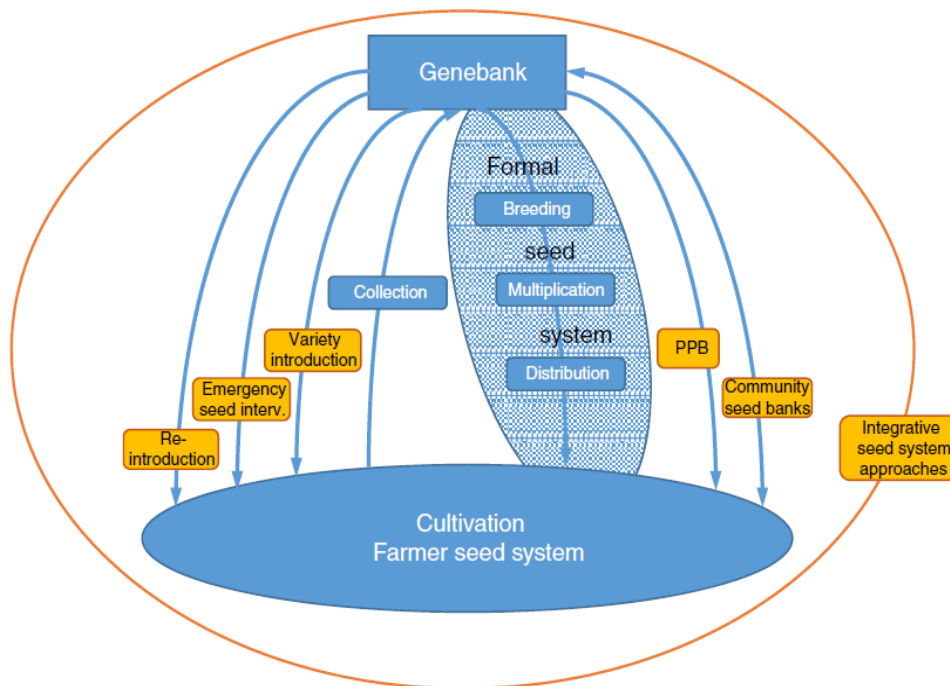 Genebank
Formal
Breeding
seed
Collection
Multiplication
system
Variety
introduction
PPB
Distribution
Emergency
seed interv.
Community
seed banks
Re-
introduction
Integrative
seed system
approaches
Cultivation
Farmer seed system